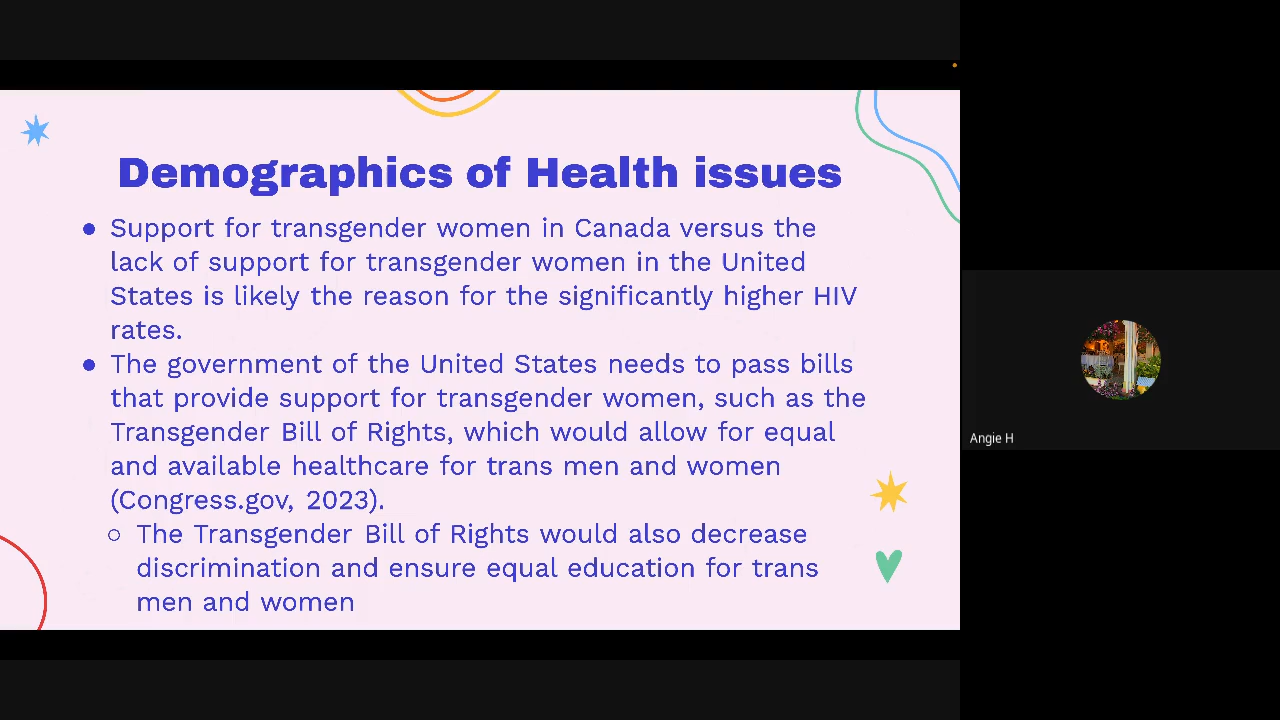 Demographics of Health issues
● Support for transgender women in Canada versus the
lack of support for transgender women in the United
States is likely the reason for the significantly higher HIV
rates.
● The government of the United States needs to pass bills
that provide support for transgender women, such as the
Transgender Bill of Rights, which would allow for equal
and available healthcare for trans men and women
(Congress.gov, 2023).
○ The Transgender Bill of Rights would also decrease
discrimination and ensure equal education for trans
men and women
Angie H